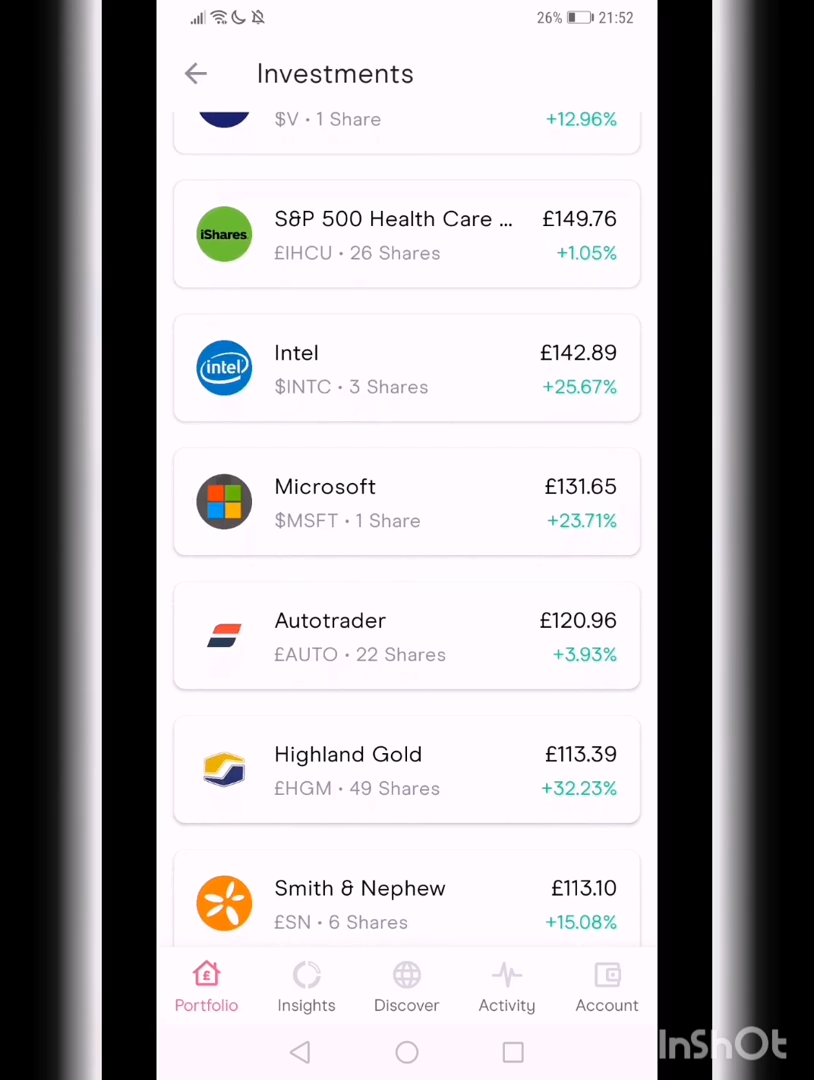 26% 21:52
Investments
$V • 1 Share +12.96%
S&P 500 Health Care ... £149.76
iShares
£IHCU • 26 Shares +1.05%
Intel £142.89
intel
$INTC • 3 Shares +25.67%
Microsoft £131.65
$MSFT • 1 Share +23.71%
Autotrader £120.96
£AUTO • 22 Shares +3.93%
Highland Gold £113.39
£HGM • 49 Shares +32.23%
Smith & Nephew £113.10
£SN • 6 Shares +15.08%
£
Portfolio Insights Discover Activity Account
InShOt